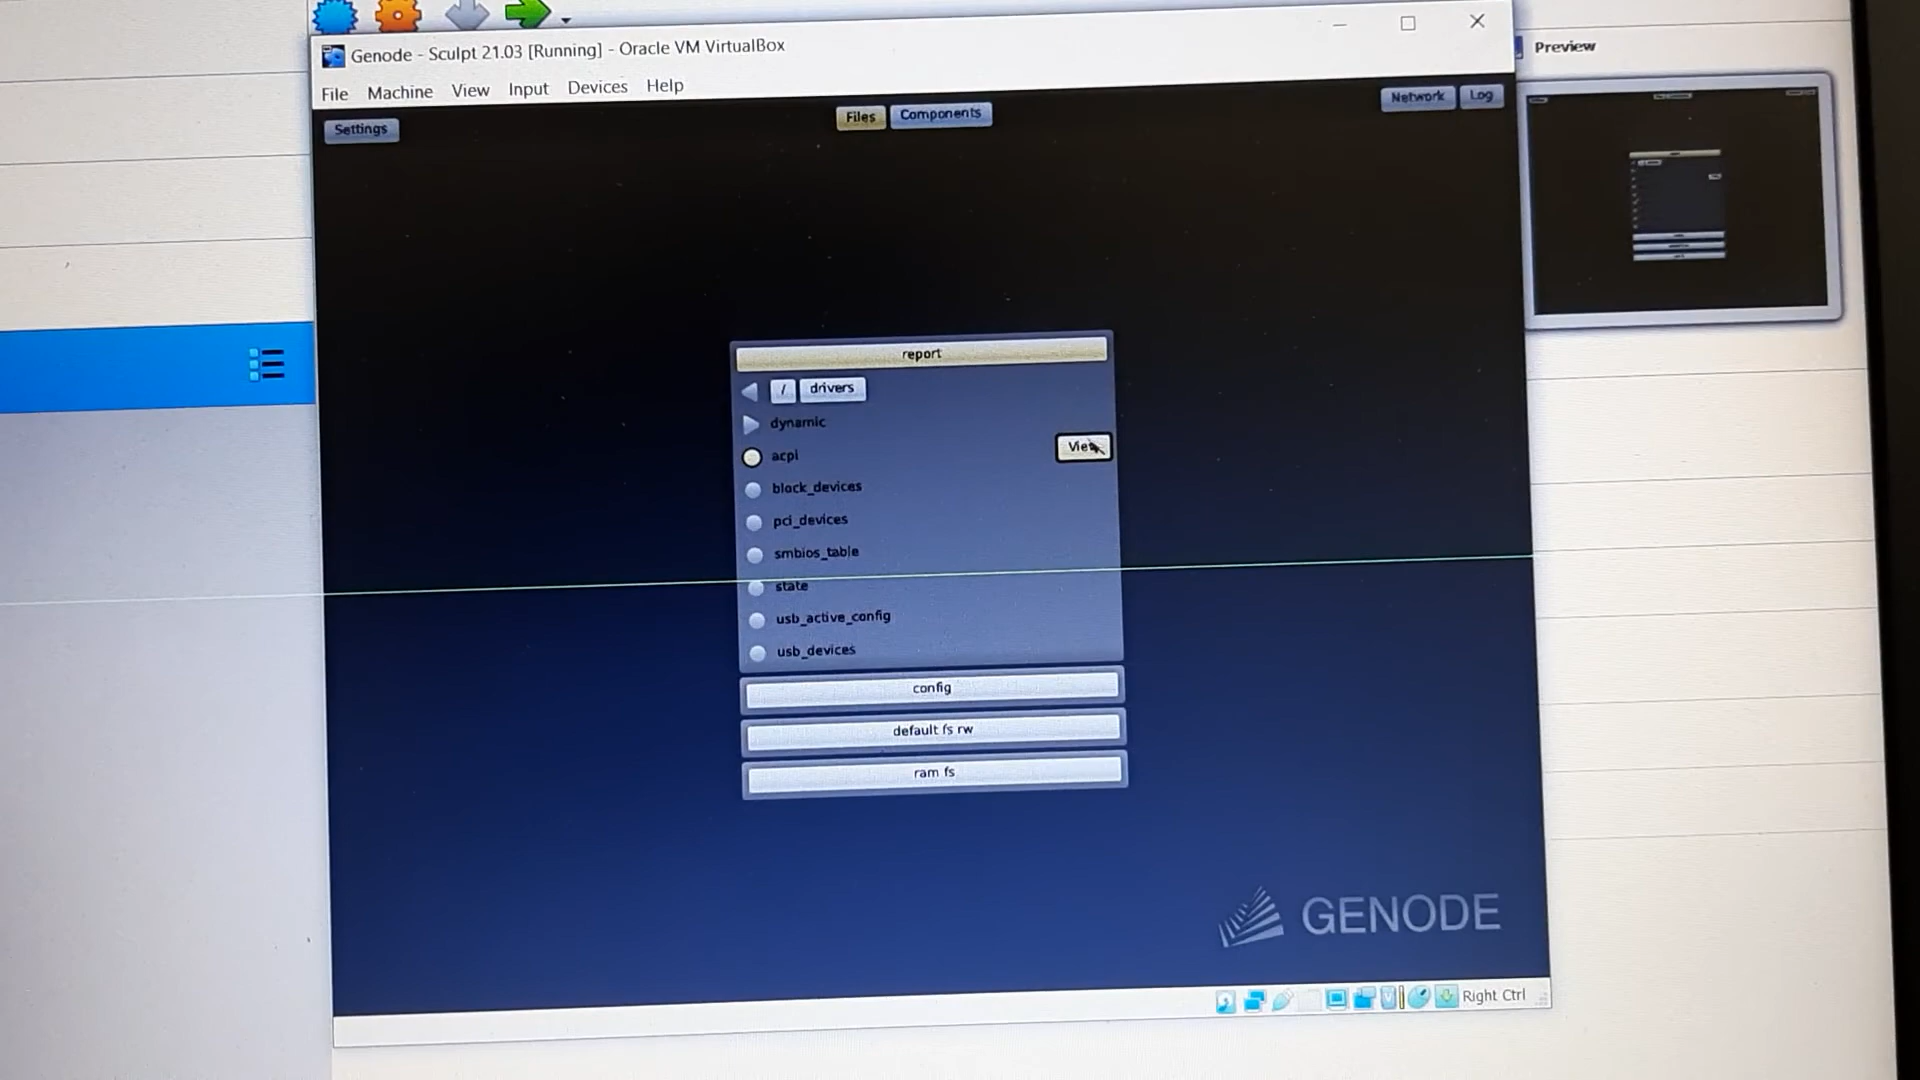 Genode - Sculpt 21.03 [Running] - Oracle VM VirtualBox
Preview
File Machine View Input Devices Help
Settings
Files Components
Network Log
report
/ drivers
dynamic
acpi
View
block_devices
pci_devices
smbios_table
state
usb_active_config
usb_devices
config
default fs rw
ram fs
GENODE
Right Ctrl